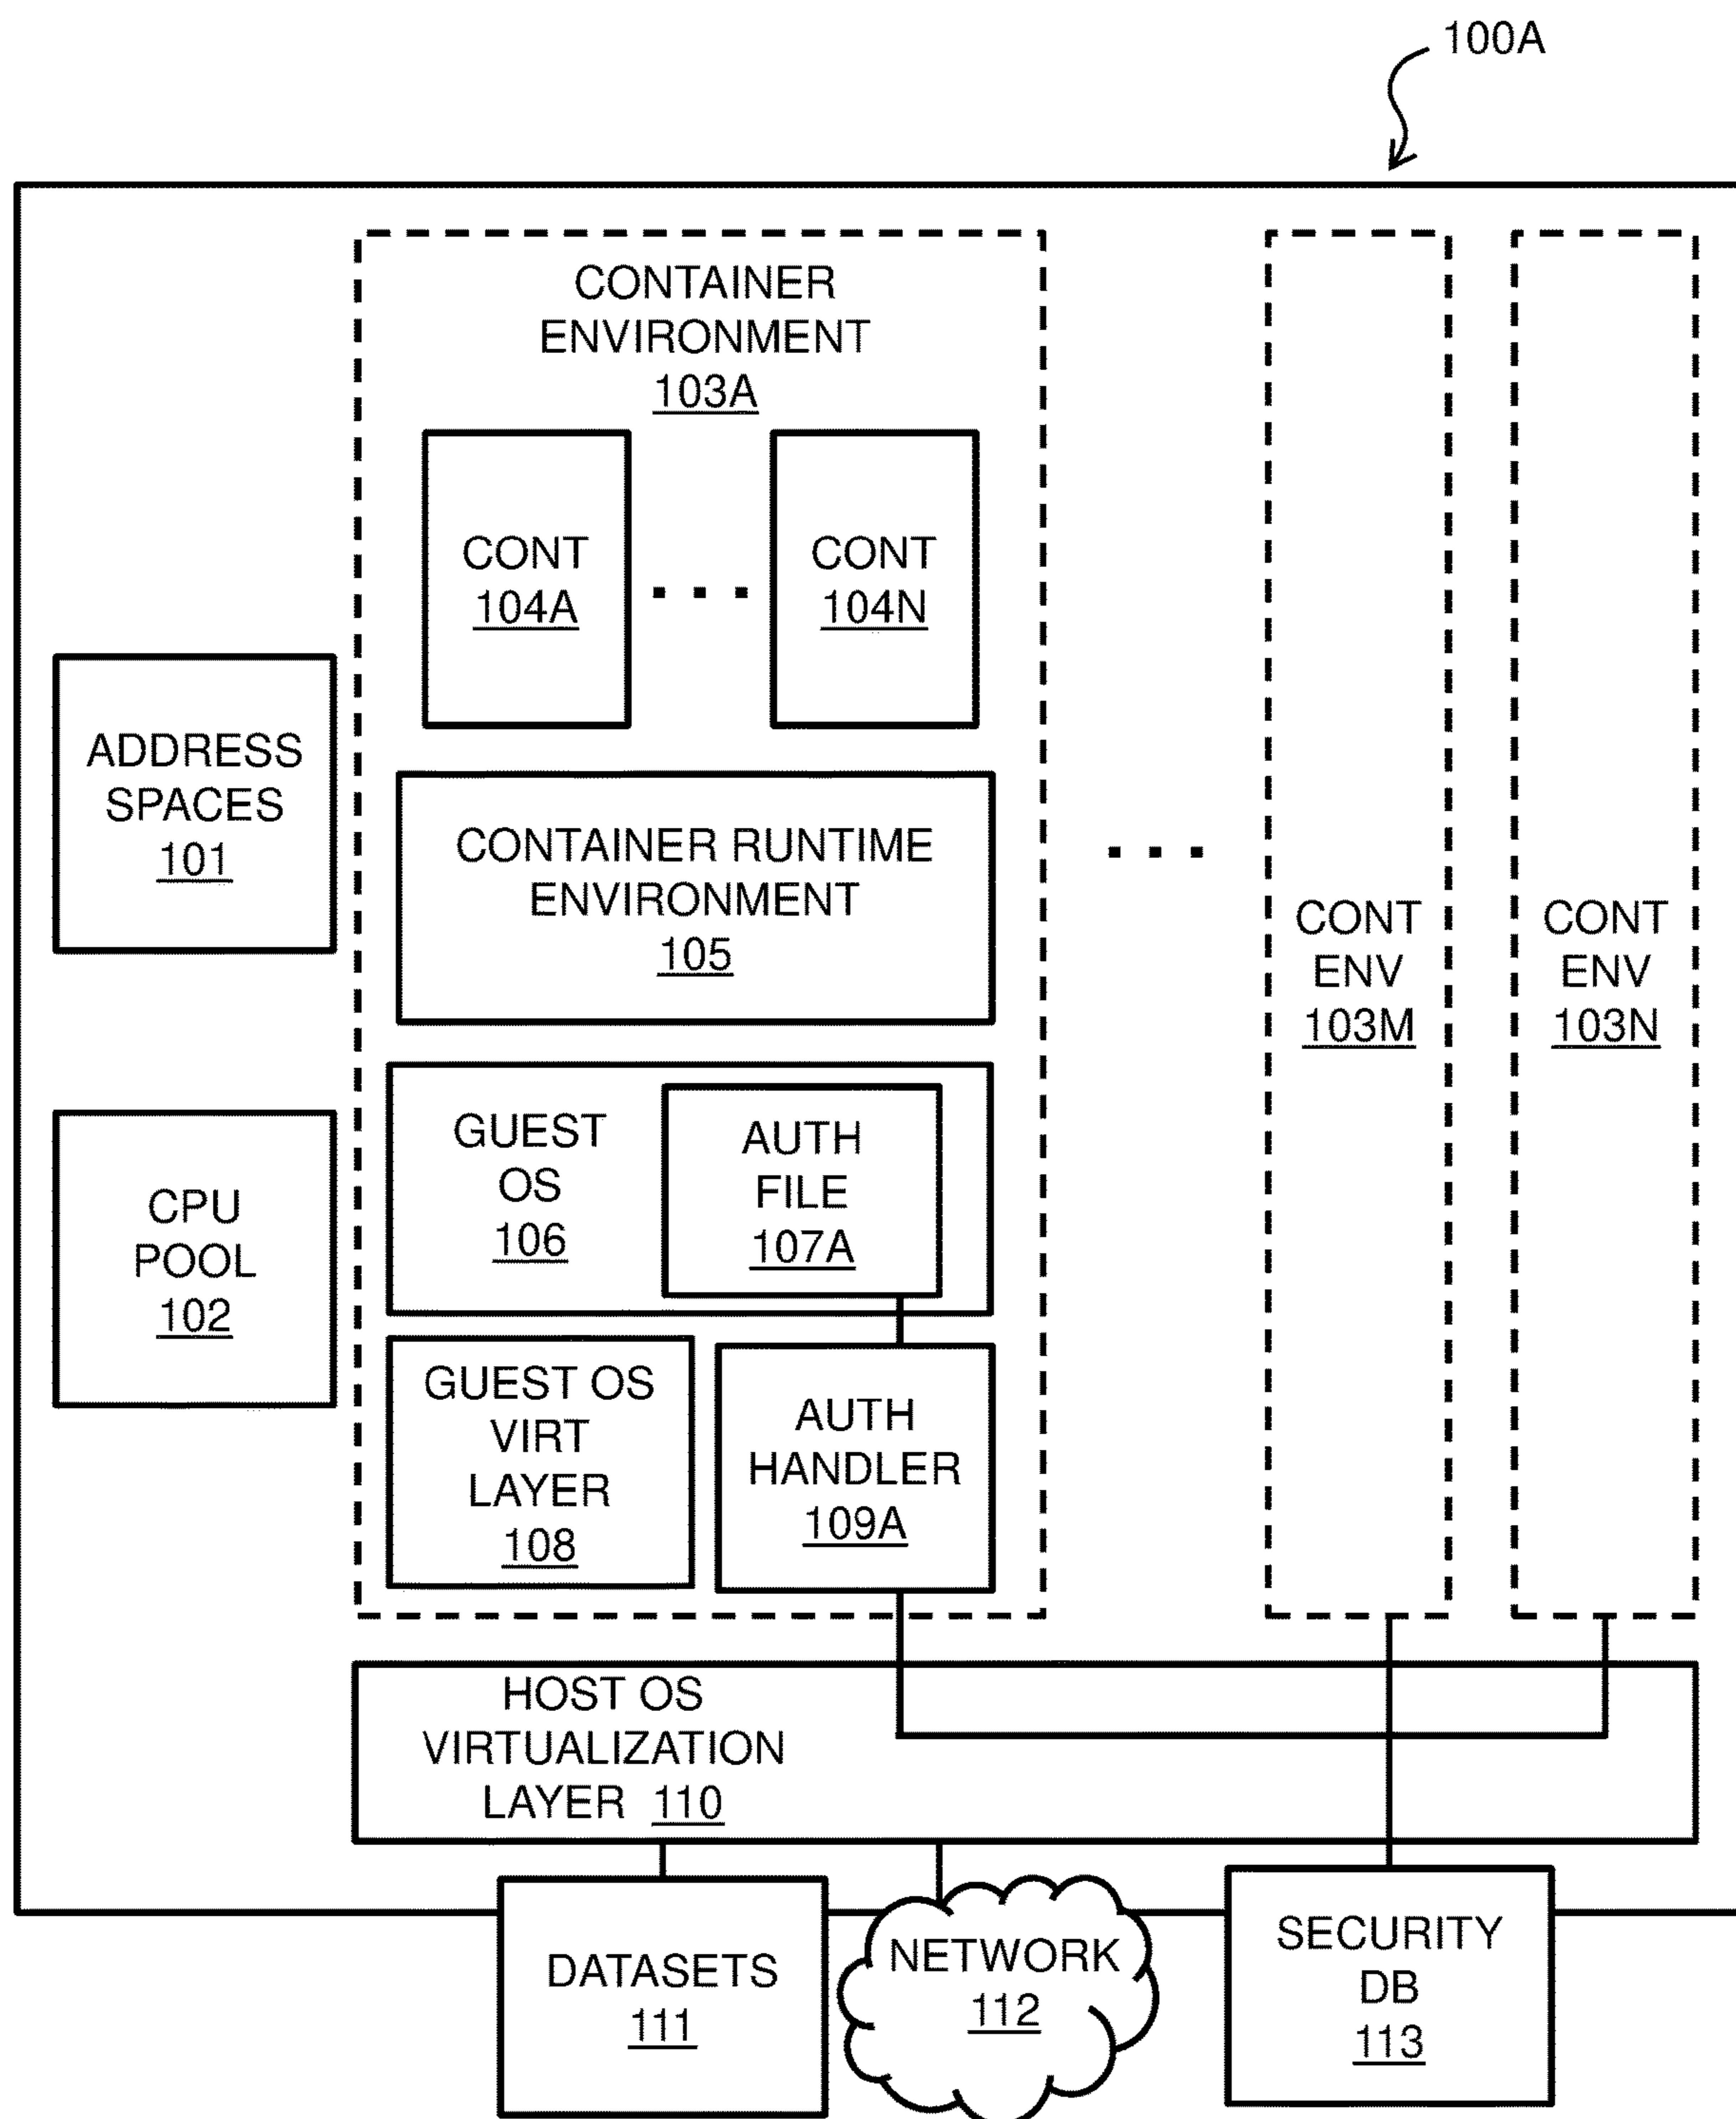 100A
CONTAINER
ENVIRONMENT
103A
CONT
104A
. . .
CONT
104N
ADDRESS
SPACES
101
CONTAINER RUNTIME
ENVIRONMENT
105
. . .
CONT
ENV
103M
CONT
ENV
103N
CPU
POOL
102
GUEST
OS
106
AUTH
FILE
107A
GUEST OS
VIRT
LAYER
108
AUTH
HANDLER
109A
HOST OS
VIRTUALIZATION
LAYER 110
DATASETS
111
NETWORK
112
SECURITY
DB
113